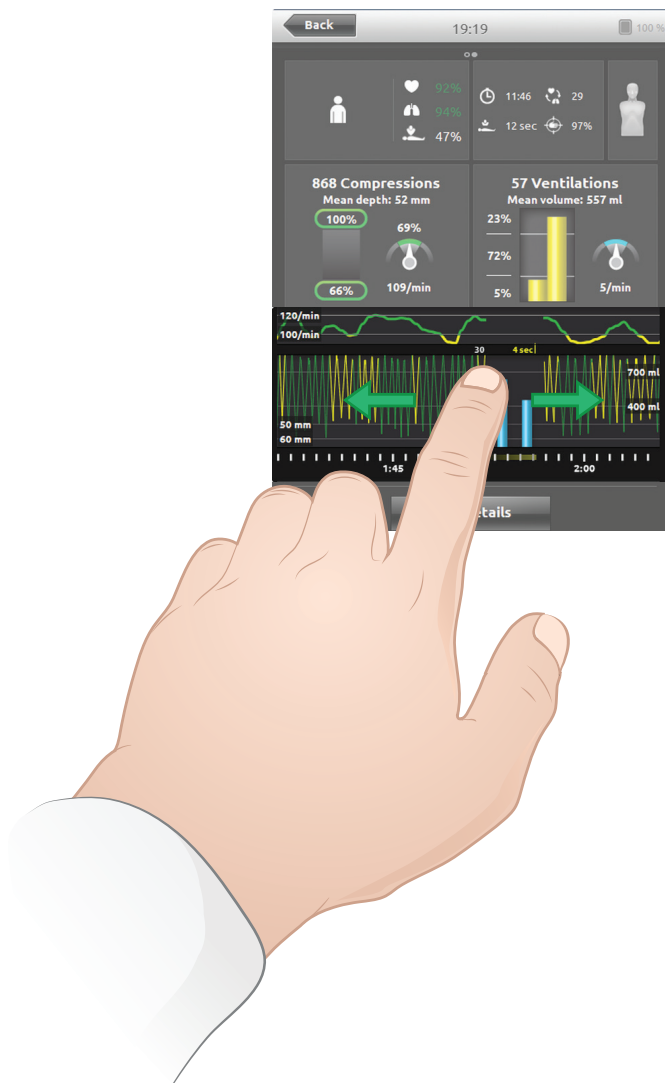 Back
19:19
100 %
92%
94%
47%
11:46
29
12 sec
97%
868 Compressions
Mean depth: 52 mm
100%
66%
69%
109/min
57 Ventilations
Mean volume: 557 ml
23%
72%
5%
5/min
120/min
100/min
30
4 sec
700 ml
400 ml
50 mm
60 mm
1:45
2:00